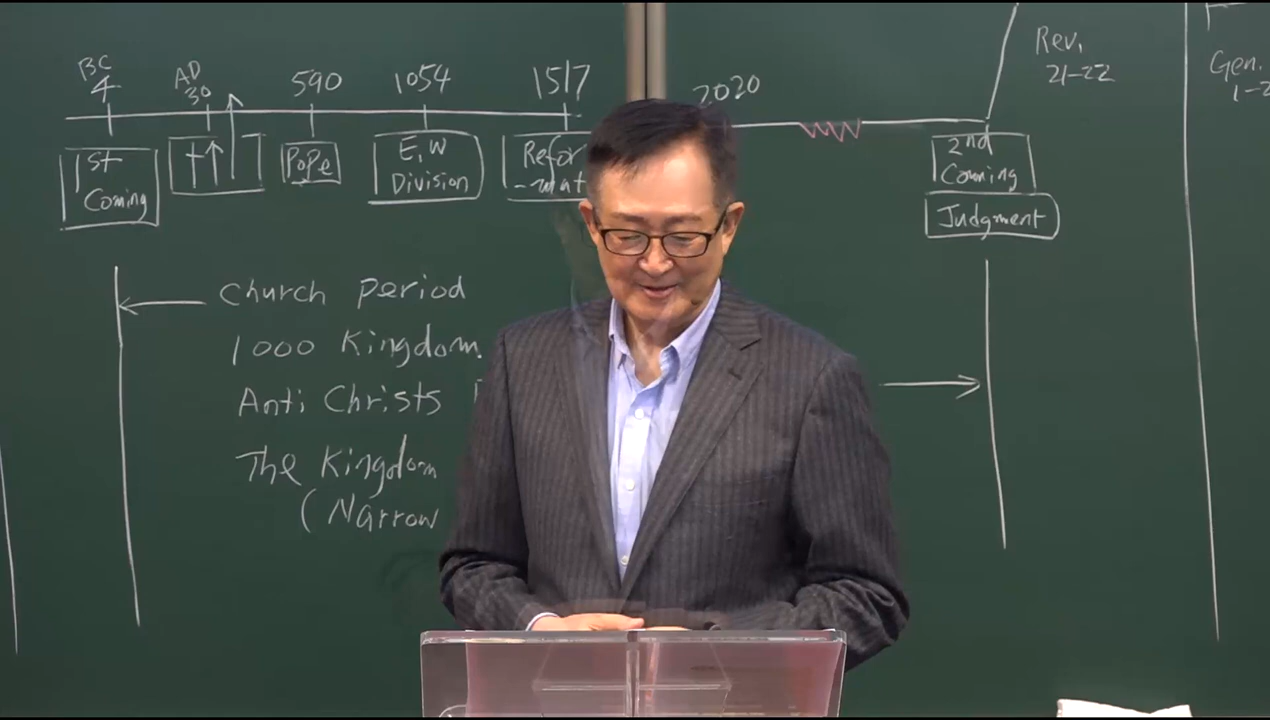 BC
4
AD
30
590
1054
1517
2020
Rev.
21-22
Gen.
1st
Coming
PoPe
E,W
Division
Refor
-mat
2nd
Coming
Judgment
Church period
1000 Kingdom.
Anti Christs
The Kingdom
(Narrow